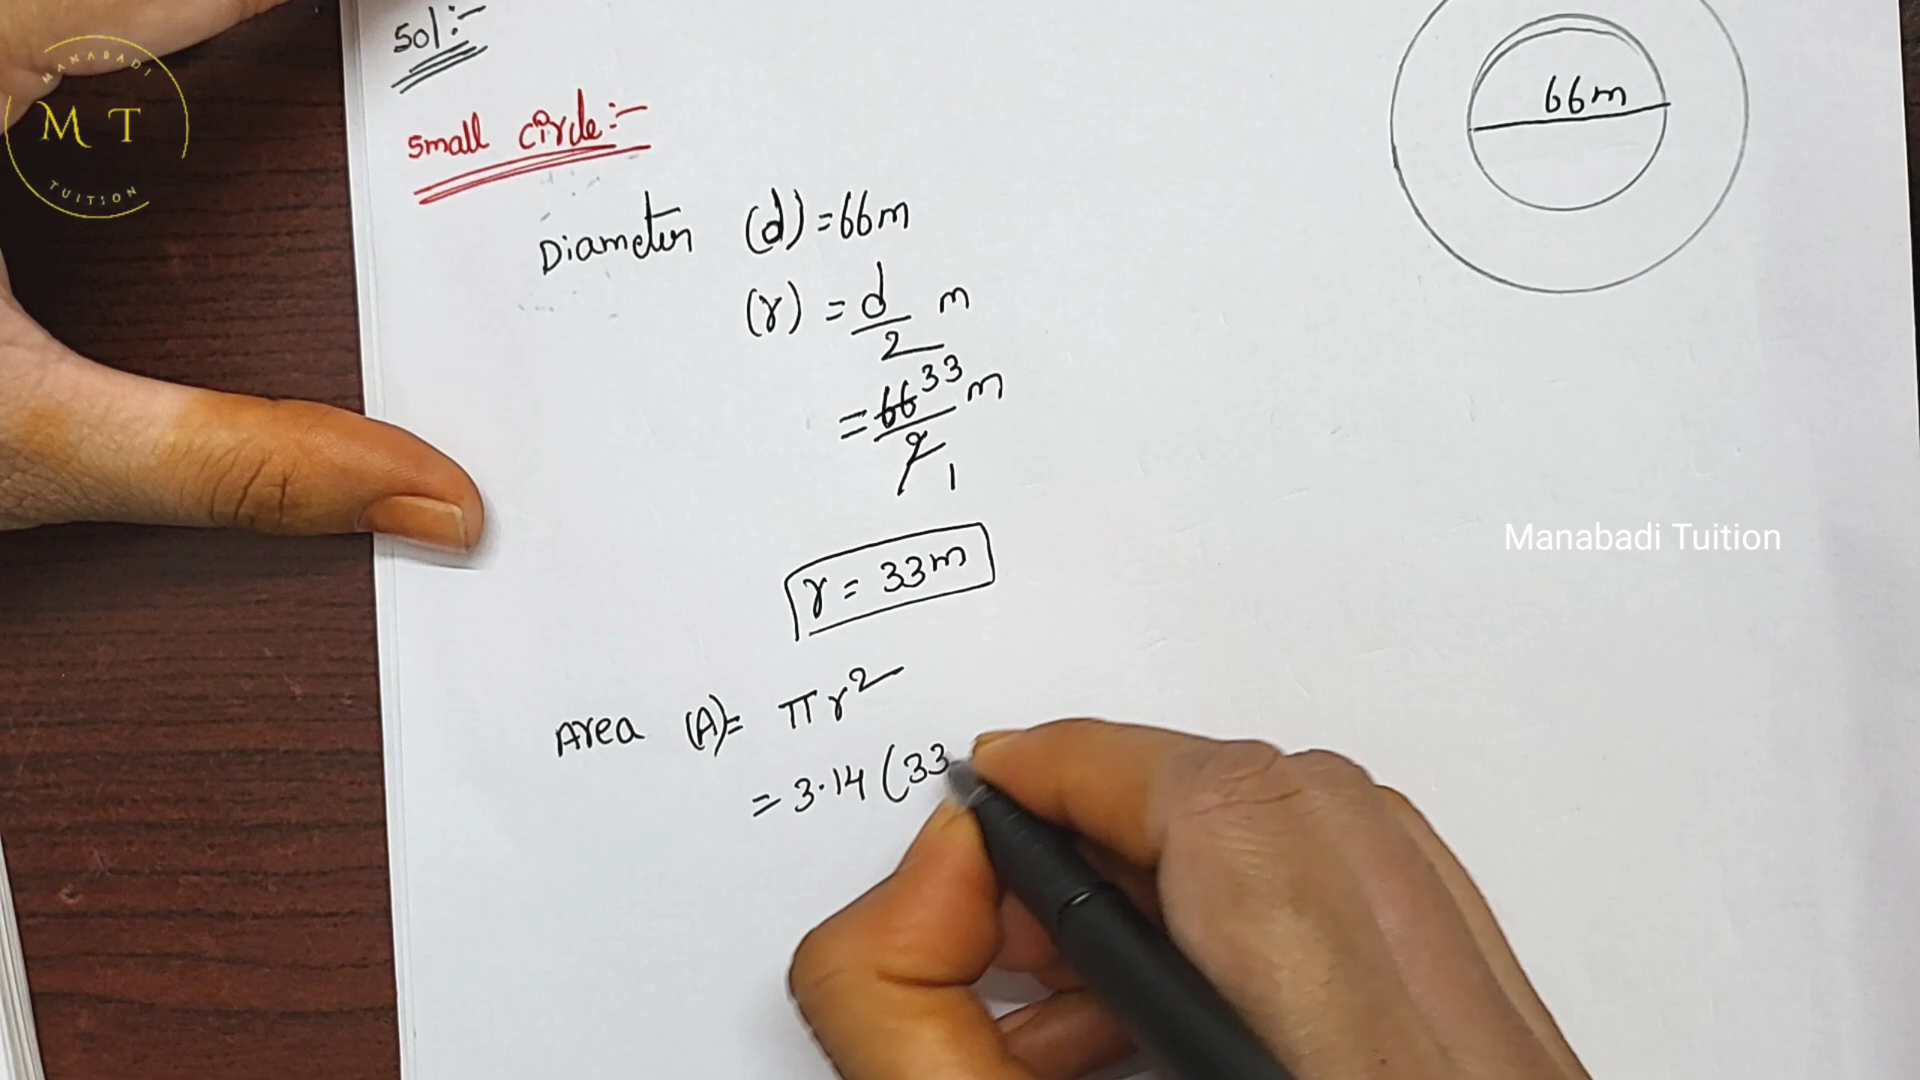 MANABADI
M T
TUITION
Sol:-
Small circle:-
66m
Diameter (d)=66m
(r) = d/2 m
= 66 33/2 1 m
r = 33m
Area (A)= πr²
= 3.14 (33
Manabadi Tuition